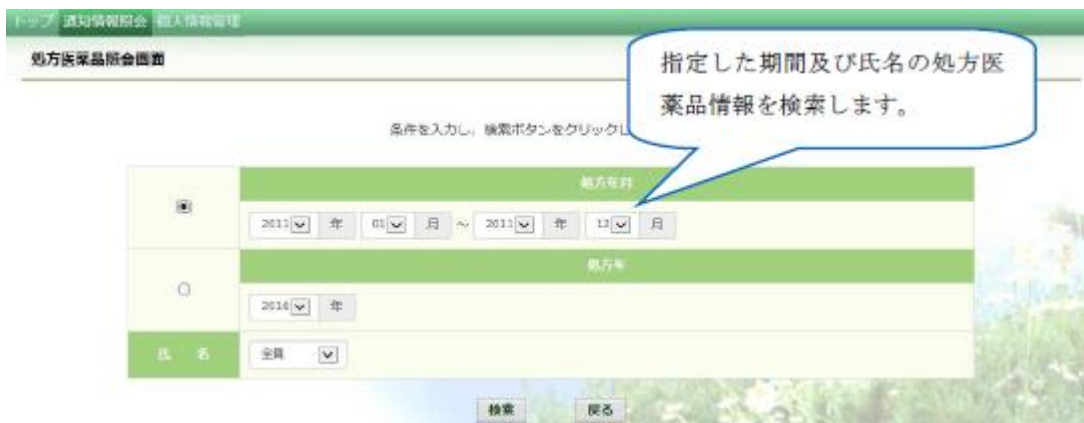 トップ 通知情報照会 個人情報管理
処方医薬品照会画面
指定した期間及び氏名の処方医
薬品情報を検索します。
条件を入力し、検索ボタンをクリックし
処方年月
2011 年 01 月 ～ 2011 年 12 月
処方年
年
氏 名
全員
検索 戻る